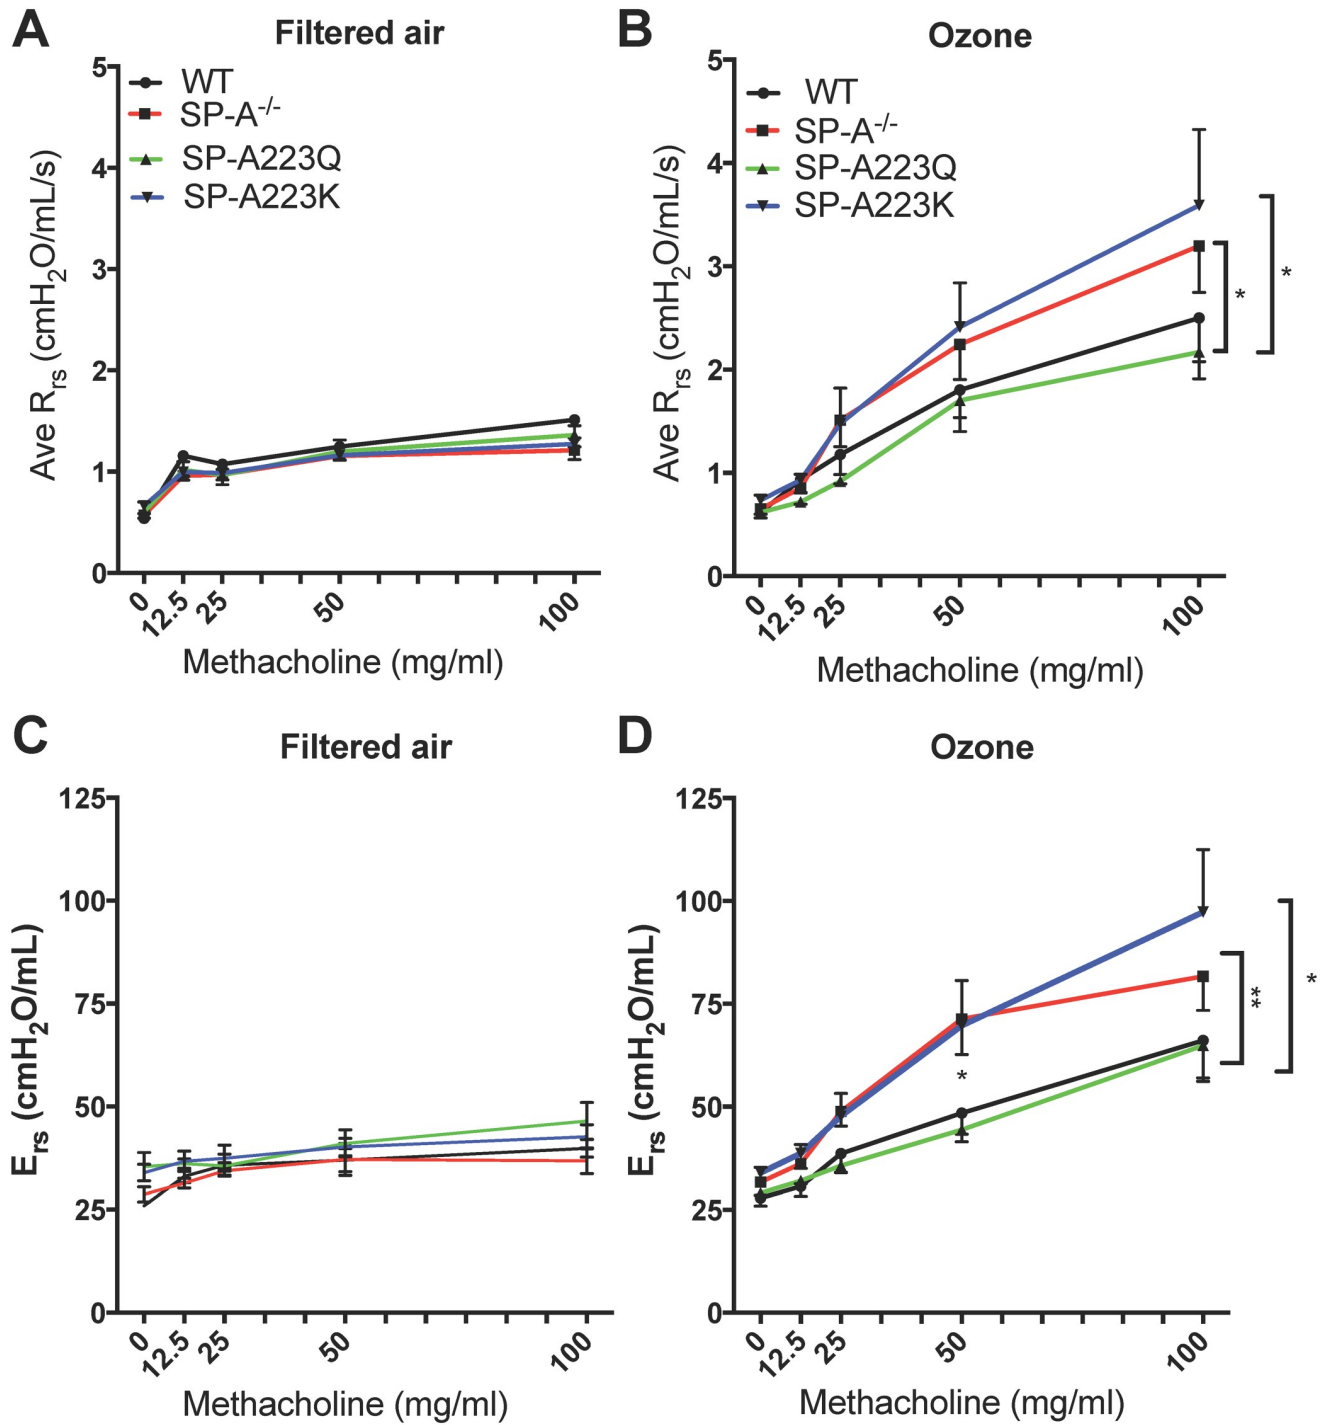 A
Filtered air
5
4
3
2
1
0
Ave Rrs (cmH2O/mL/s)
WT
SP-A-/-
SP-A223Q
SP-A223K
0
12.5
25
50
100
Methacholine (mg/ml)
B
Ozone
5
4
3
2
1
0
Ave Rrs (cmH2O/mL/s)
WT
SP-A-/-
SP-A223Q
SP-A223K
*
*
0
12.5
25
50
100
Methacholine (mg/ml)
C
Filtered air
125
100
75
50
25
0
Ers (cmH2O/mL)
0
12.5
25
50
100
Methacholine (mg/ml)
D
Ozone
125
100
75
50
25
0
Ers (cmH2O/mL)
*
**
*
0
12.5
25
50
100
Methacholine (mg/ml)